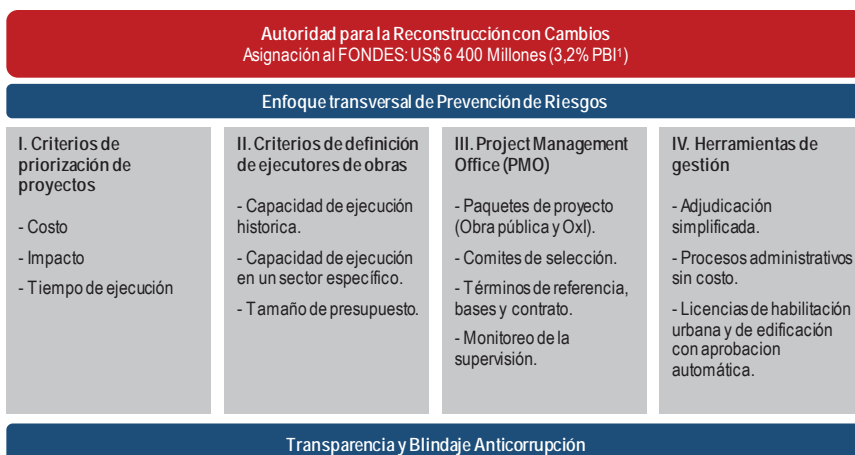 Autoridad para la Reconstrucción con Cambios
Asignación al FONDES: US$ 6 400 Millones (3,2% PBI¹)
Enfoque transversal de Prevención de Riesgos
I. Criterios de
priorización de
proyectos
- Costo
- Impacto
- Tiempo de ejecución
II. Criterios de definición
de ejecutores de obras
- Capacidad de ejecución
historica.
- Capacidad de ejecución
en un sector específico.
- Tamaño de presupuesto.
III. Project Management
Office (PMO)
- Paquetes de proyecto
(Obra pública y OxI).
- Comites de selección.
- Términos de referencia,
bases y contrato.
- Monitoreo de la
supervisión.
IV. Herramientas de
gestión
- Adjudicación
simplificada.
- Procesos administrativos
sin costo.
- Licencias de habilitación
urbana y de edificación
con aprobacion
automática.
Transparencia y Blindaje Anticorrupción